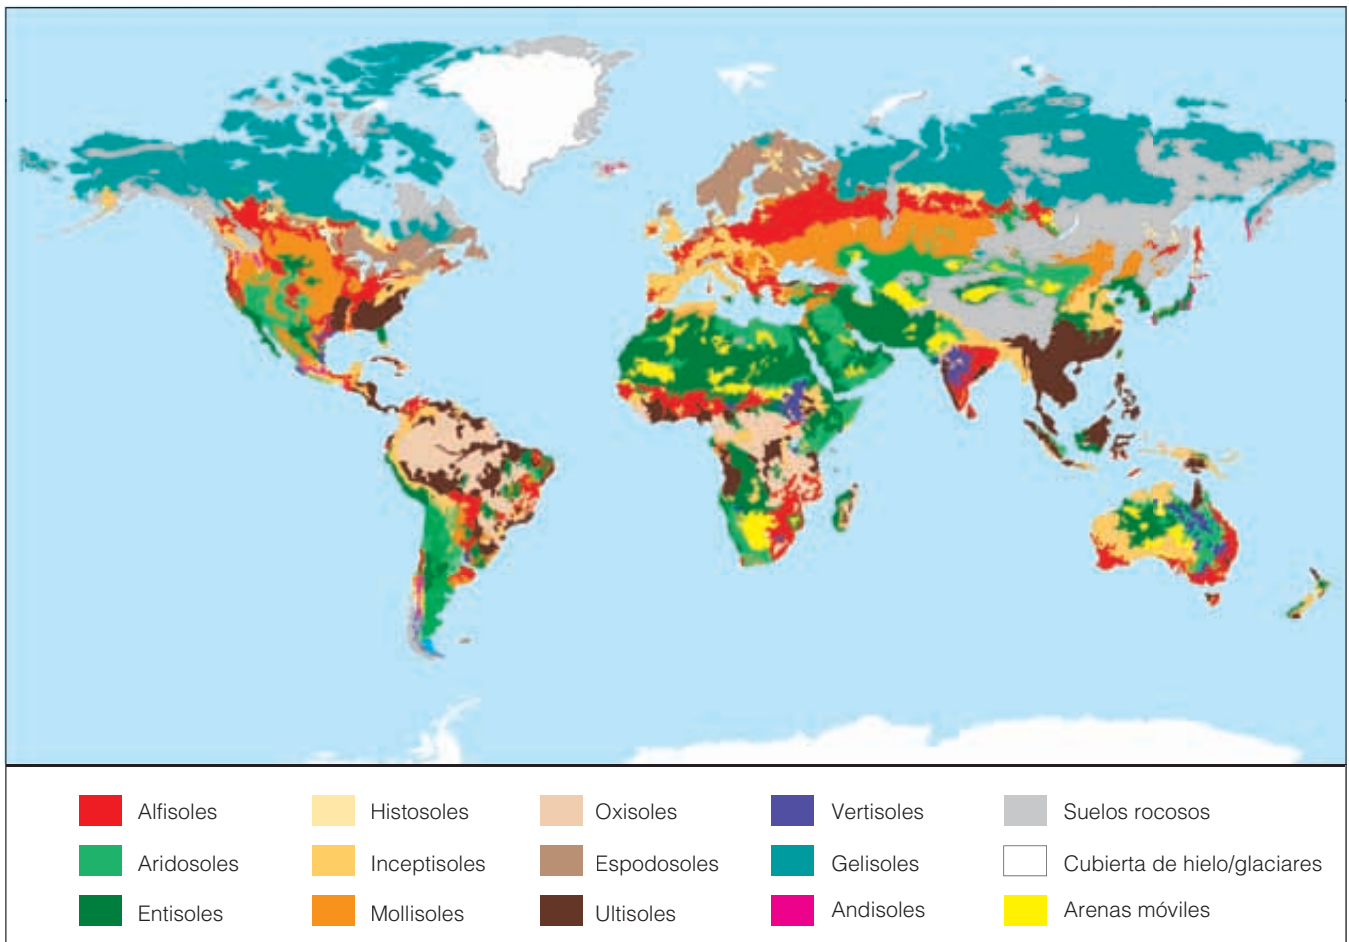 Alfisoles
Histosoles
Oxisoles
Vertisoles
Suelos rocosos
Aridosoles
Inceptisoles
Espodosoles
Gelisoles
Cubierta de hielo/glaciares
Entisoles
Mollisoles
Ultisoles
Andisoles
Arenas móviles